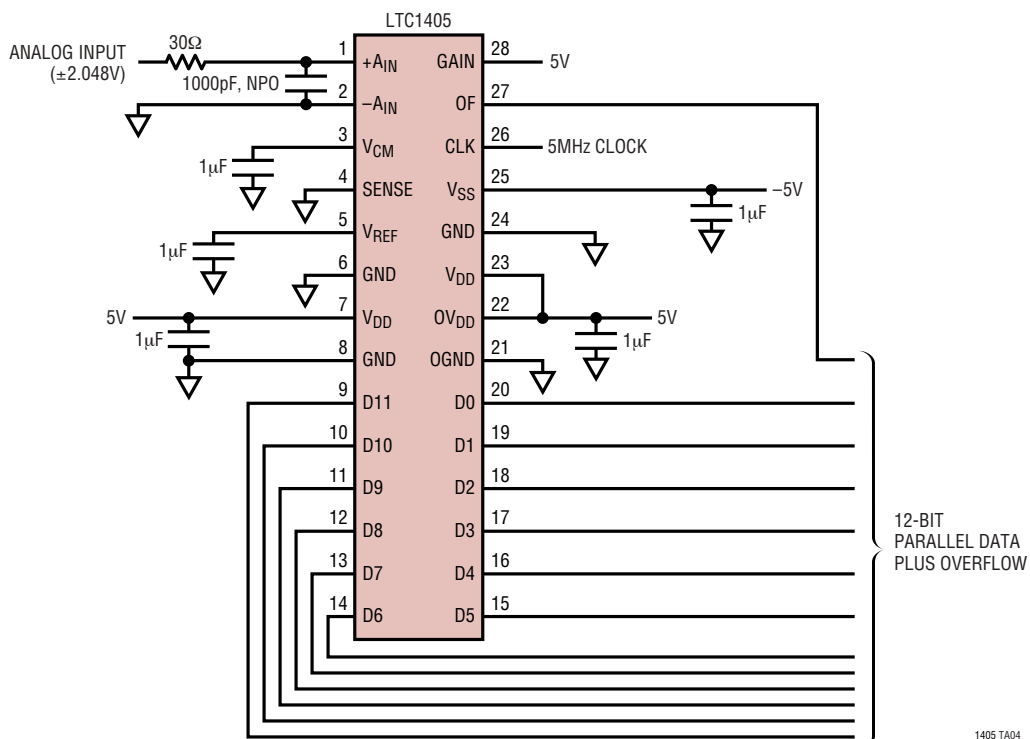 LTC1405
ANALOG INPUT
(±2.048V)
30Ω
1000pF, NPO
1 +AIN GAIN 28 5V
2 –AIN OF 27
3 VCM CLK 26 5MHz CLOCK
1µF
4 SENSE VSS 25 –5V
1µF
5 VREF GND 24
1µF
6 GND VDD 23
5V 7 VDD OVDD 22 5V
1µF 1µF
8 GND OGND 21
9 D11 D0 20
10 D10 D1 19
11 D9 D2 18
12 D8 D3 17
13 D7 D4 16
14 D6 D5 15
12-BIT
PARALLEL DATA
PLUS OVERFLOW
1405 TA04